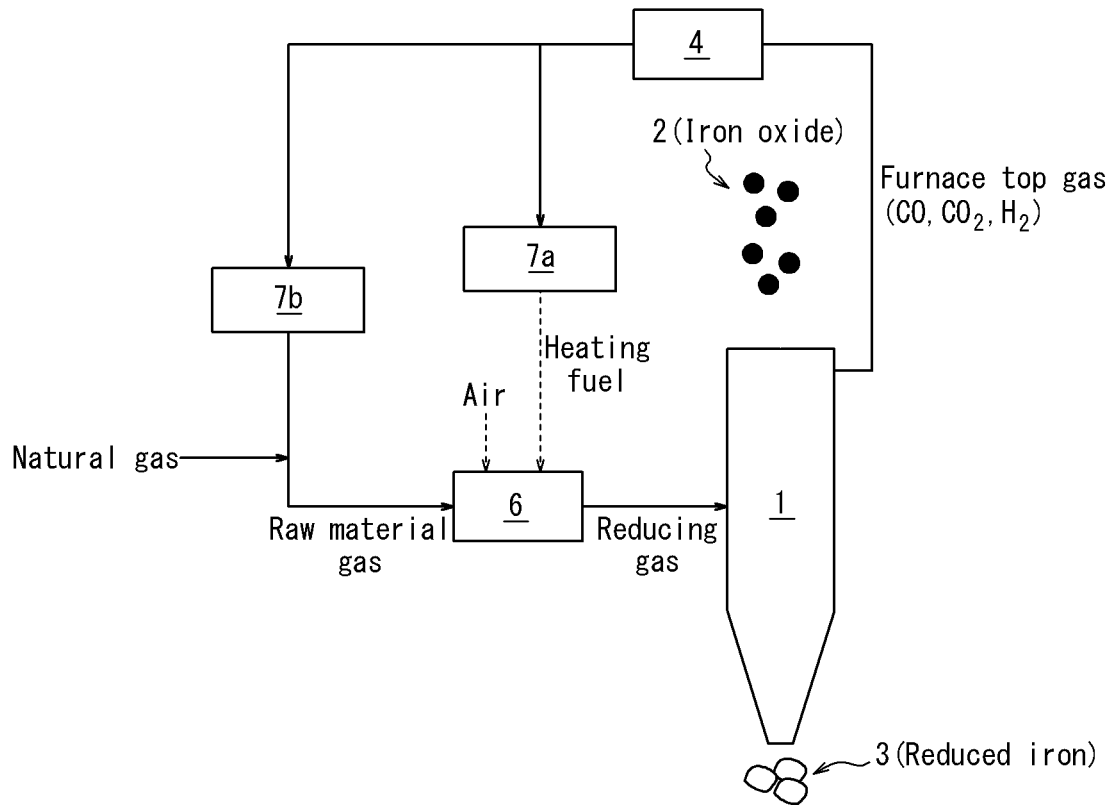 4
2(Iron oxide)
Furnace top gas
(CO, CO₂, H₂)
7a
7b
Heating
fuel
Air
Natural gas
6
1
Raw material
gas
Reducing
gas
3(Reduced iron)